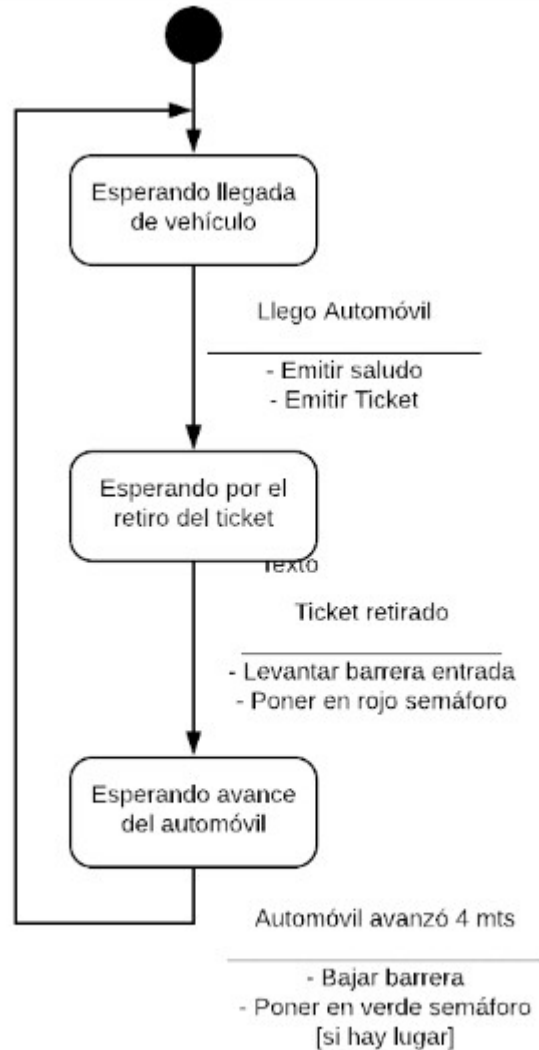 Esperando llegada
de vehículo
Llego Automóvil
- Emitir saludo
- Emitir Ticket
Esperando por el
retiro del ticket
Texto
Ticket retirado
- Levantar barrera entrada
- Poner en rojo semáforo
Esperando avance
del automóvil
Automóvil avanzó 4 mts
- Bajar barrera
- Poner en verde semáforo
[si hay lugar]